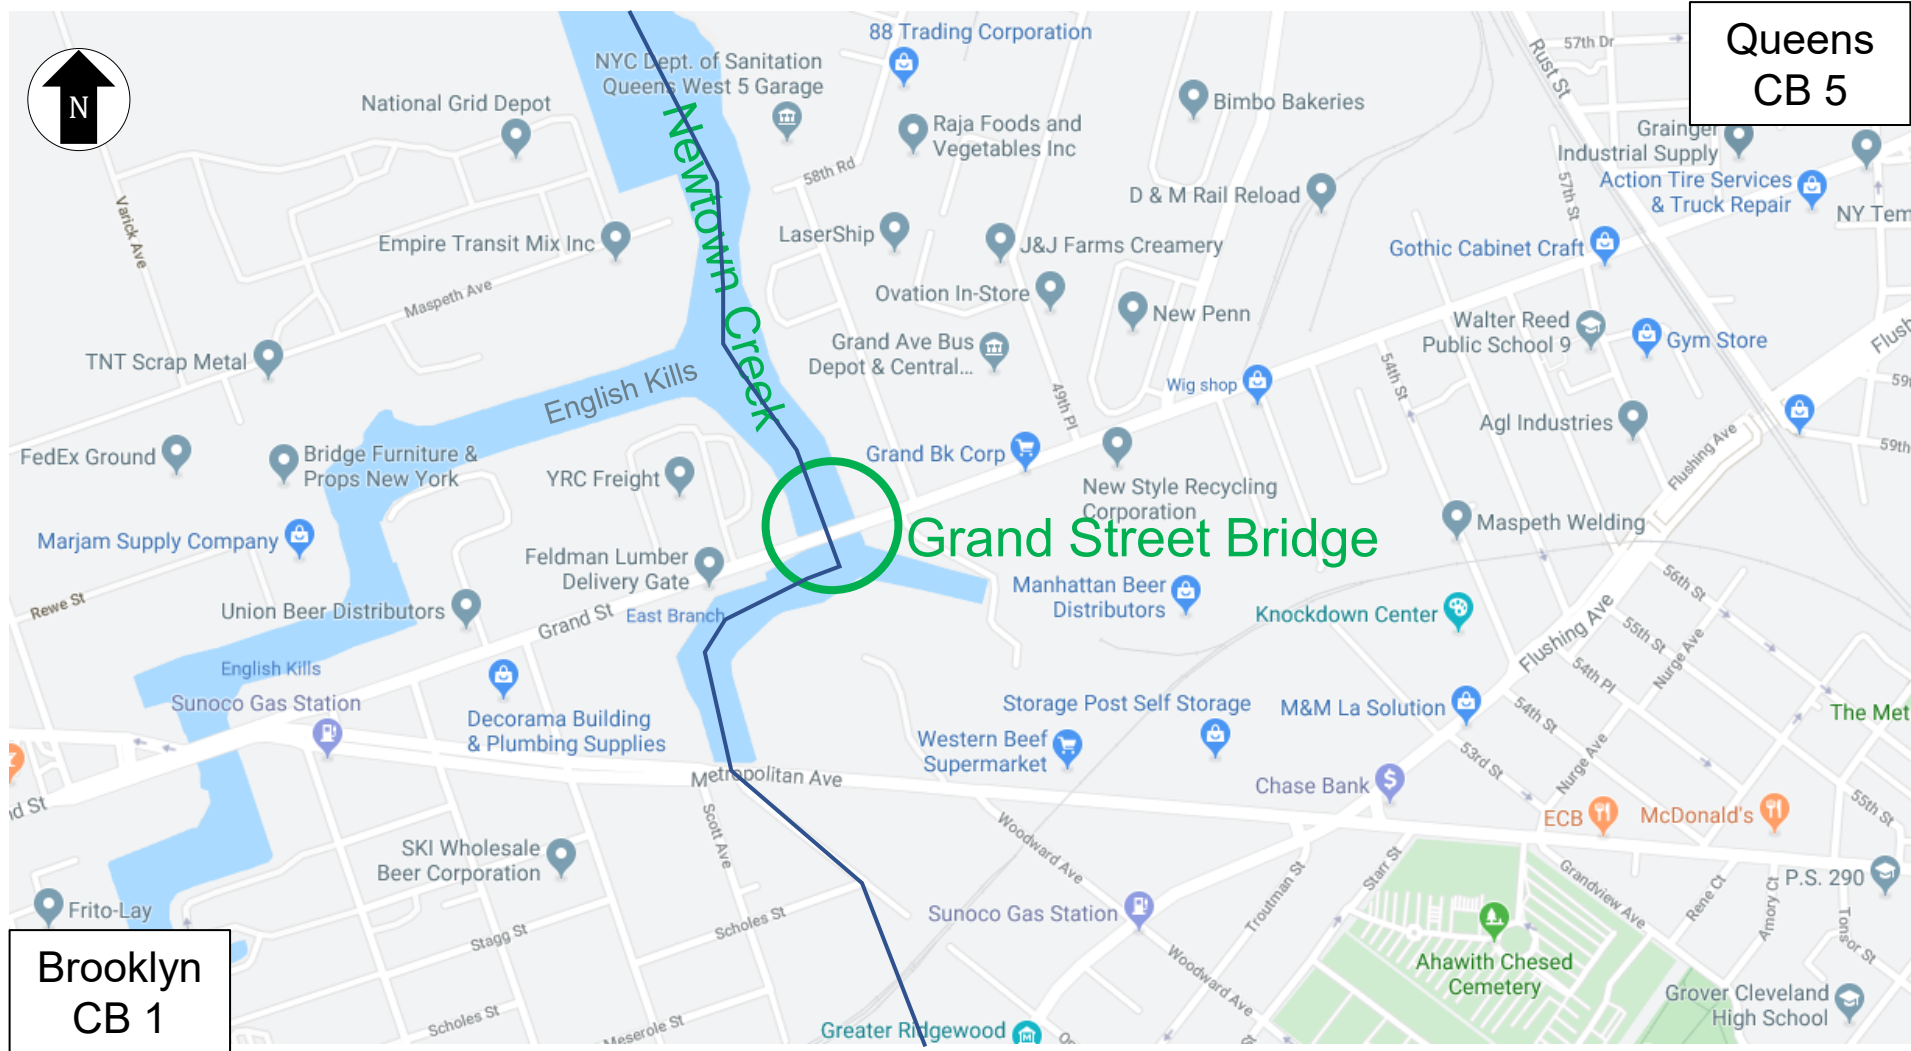 Queens
CB 5
N
88 Trading Corporation
NYC Dept. of Sanitation
Queens West 5 Garage
National Grid Depot
Raja Foods and
Vegetables Inc
Bimbo Bakeries
57th Dr
Rust St
Grainger
Industrial Supply
Action Tire Services
& Truck Repair
NY Tem
57th St
58th Rd
D & M Rail Reload
Varick Ave
Empire Transit Mix Inc
LaserShip
J&J Farms Creamery
Gothic Cabinet Craft
Newtown Creek
Maspeth Ave
Ovation In-Store
New Penn
Grand Ave Bus
Depot & Central...
Walter Reed
Public School 9
Gym Store
Flush
TNT Scrap Metal
English Kills
49th Pl
Wig shop
54th St
59t
Agl Industries
FedEx Ground
Bridge Furniture &
Props New York
YRC Freight
Grand Bk Corp
Flushing Ave
59th
New Style Recycling
Corporation
Grand Street Bridge
Maspeth Welding
Marjam Supply Company
Feldman Lumber
Delivery Gate
Manhattan Beer
Distributors
Knockdown Center
56th St
Rewe St
Union Beer Distributors
Grand St
East Branch
Flushing Ave
55th St
Nurge Ave
54th Pl
English Kills
Sunoco Gas Station
Decorama Building
& Plumbing Supplies
Storage Post Self Storage
M&M La Solution
54th St
The Met
Western Beef
Supermarket
53rd St
Nurge Ave
Metropolitan Ave
Chase Bank
nd St
Scott Ave
ECB
McDonald's
55th St
SKI Wholesale
Beer Corporation
Woodward Ave
Troutman St
Starr St
Grandview Ave
Rene Ct
Amory Ct
P.S. 290
Frito-Lay
Stagg St
Scholes St
Sunoco Gas Station
Woodward Ave
Tonsor St
Ahawith Chesed
Cemetery
Brooklyn
CB 1
Scholes St
Meserole St
Greater Ridgewood
On
Grover Cleveland
High School